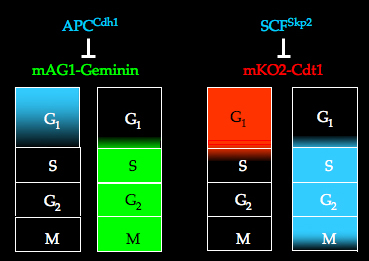 APCCdh1 SCFSkp2
mAG1-Geminin mKO2-Cdt1
G1 G1 G1 G1
S S S S
G2 G2 G2 G2
M M M M